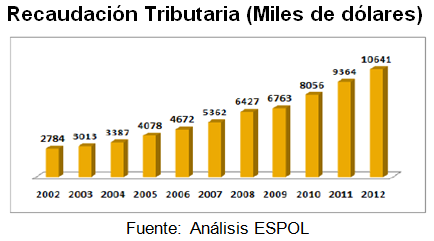 Recaudación Tributaria (Miles de dólares)
2784 3013 3387 4078 4672 5362 6427 6763 8056 9364 10641
2002 2003 2004 2005 2006 2007 2008 2009 2010 2011 2012
Fuente: Análisis ESPOL